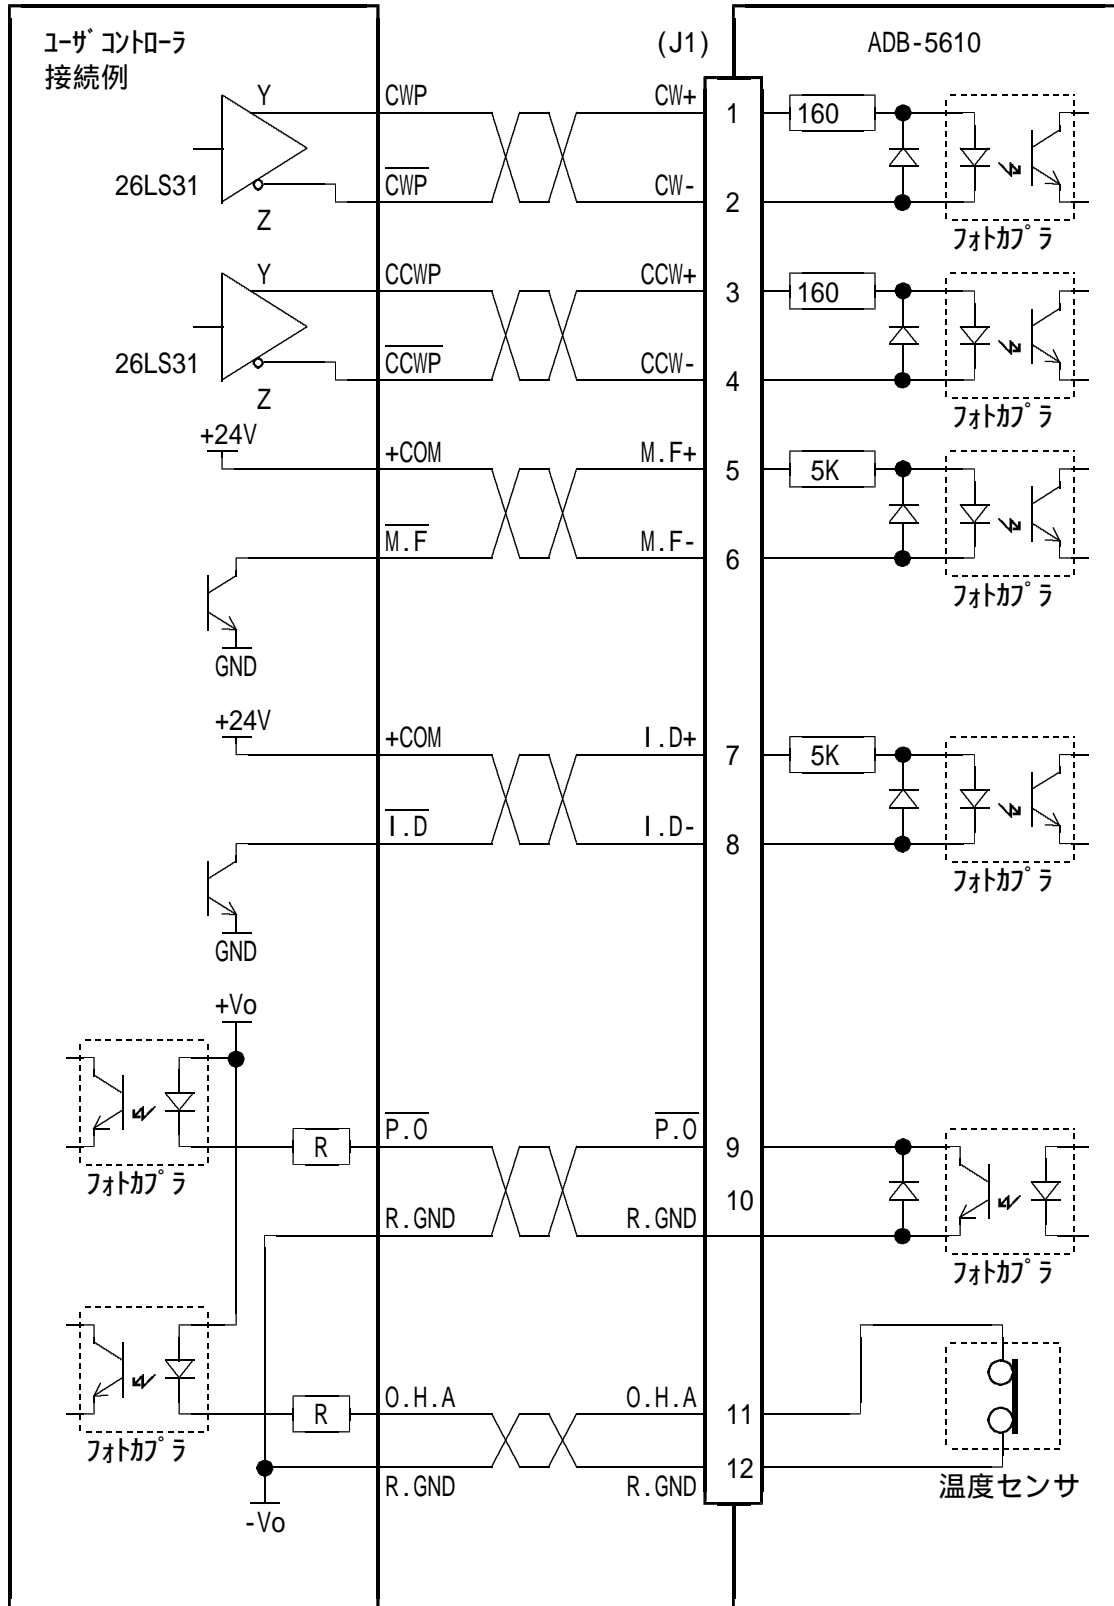 ﾕｰｻﾞｺﾝﾄﾛｰﾗ
接続例
(J1)
ADB-5610
Y
CWP
CW+
1
160
26LS31
CWP
CW-
2
Z
ﾌｫﾄｶﾌﾟﾗ
Y
CCWP
CCW+
3
160
26LS31
CCWP
CCW-
4
Z
ﾌｫﾄｶﾌﾟﾗ
+24V
+COM
M.F+
5
5K
M.F
M.F-
6
ﾌｫﾄｶﾌﾟﾗ
GND
+24V
+COM
I.D+
7
5K
I.D
I.D-
8
ﾌｫﾄｶﾌﾟﾗ
GND
+Vo
R
P.O
P.O
9
ﾌｫﾄｶﾌﾟﾗ
R.GND
R.GND
10
ﾌｫﾄｶﾌﾟﾗ
R
O.H.A
O.H.A
11
ﾌｫﾄｶﾌﾟﾗ
R.GND
R.GND
12
温度センサ
-Vo